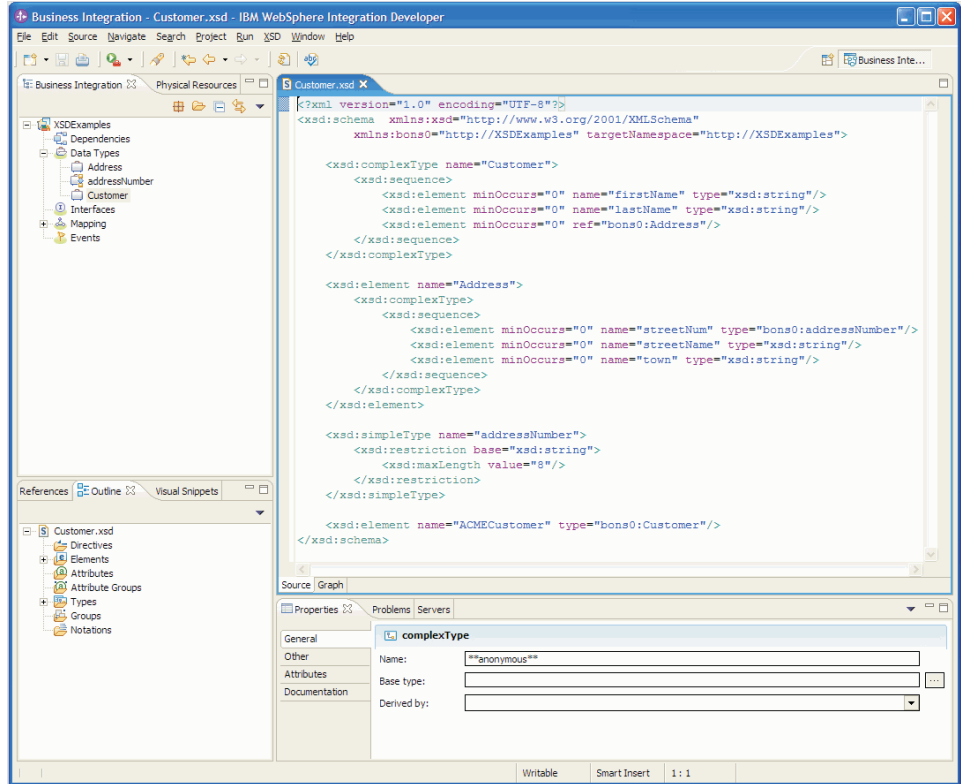 Business Integration - Customer.xsd - IBM WebSphere Integration Developer
File Edit Source Navigate Search Project Run XSD Window Help
Business Inte...
Business Integration Physical Resources
XSDExamples
Dependencies
Data Types
Address
addressNumber
Customer
Interfaces
Mapping
Events
Customer.xsd
<?xml version="1.0" encoding="UTF-8"?>
<xsd:schema xmlns:xsd="http://www.w3.org/2001/XMLSchema"
xmlns:bons0="http://XSDExamples" targetNamespace="http://XSDExamples">
<xsd:complexType name="Customer">
<xsd:sequence>
<xsd:element minOccurs="0" name="firstName" type="xsd:string"/>
<xsd:element minOccurs="0" name="lastName" type="xsd:string"/>
<xsd:element minOccurs="0" ref="bons0:Address"/>
</xsd:sequence>
</xsd:complexType>
<xsd:element name="Address">
<xsd:complexType>
<xsd:sequence>
<xsd:element minOccurs="0" name="streetNum" type="bons0:addressNumber"/>
<xsd:element minOccurs="0" name="streetName" type="xsd:string"/>
<xsd:element minOccurs="0" name="town" type="xsd:string"/>
</xsd:sequence>
</xsd:complexType>
</xsd:element>
<xsd:simpleType name="addressNumber">
<xsd:restriction base="xsd:string">
<xsd:maxLength value="8"/>
</xsd:restriction>
</xsd:simpleType>
<xsd:element name="ACMECustomer" type="bons0:Customer"/>
</xsd:schema>
Source Graph
References Outline Visual Snippets
Customer.xsd
Directives
Elements
Attributes
Attribute Groups
Types
Groups
Notations
Properties Problems Servers
General
Other
Attributes
Documentation
complexType
Name: **anonymous**
Base type:
...
Derived by:
Writable Smart Insert 1 : 1